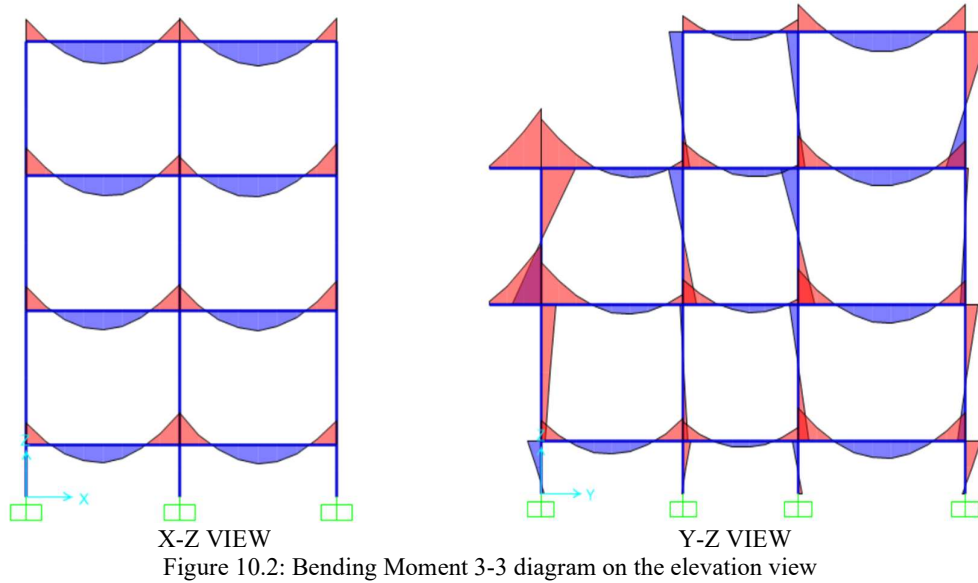 Z
X
Z
Y
X-Z VIEW
Y-Z VIEW
Figure 10.2: Bending Moment 3-3 diagram on the elevation view